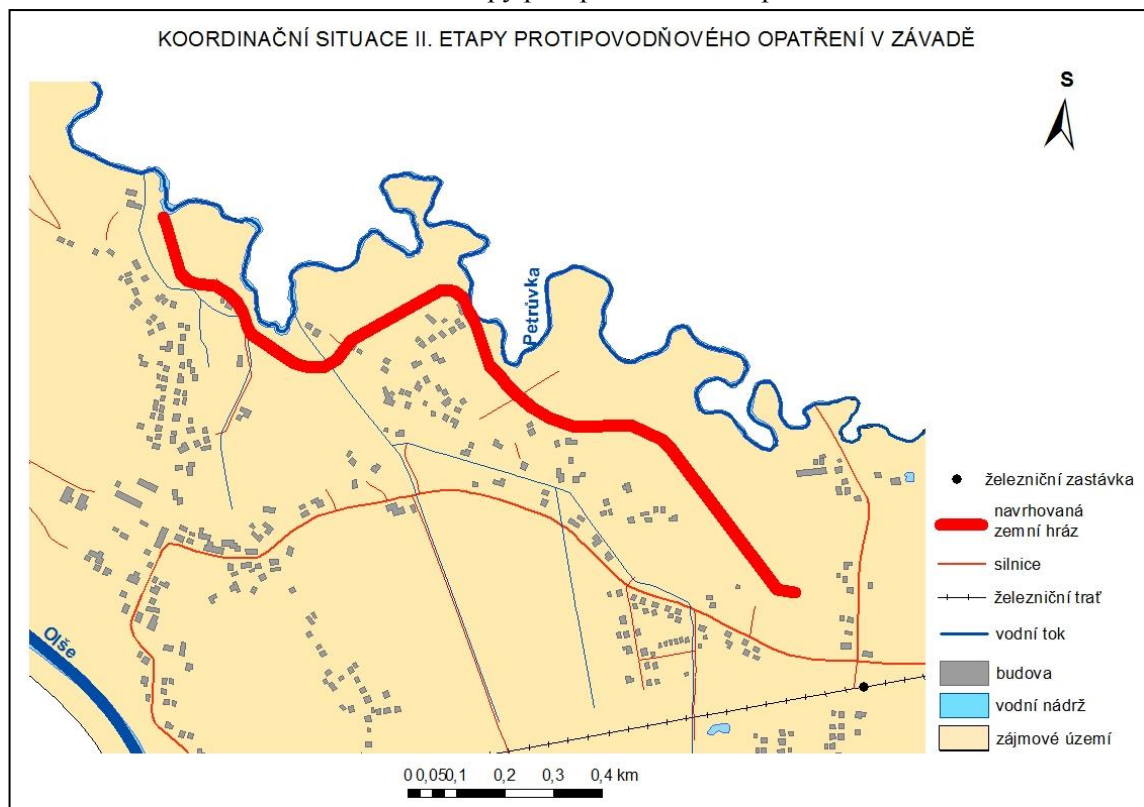 KOORDINAČNÍ SITUACE II. ETAPY PROTIPOVODŇOVÉHO OPATŘENÍ V ZÁVADĚ
S
Petrůvka
Olše
železniční zastávka
navrhovaná
zemní hráz
silnice
železniční trať
vodní tok
budova
vodní nádrž
zájmové území
0 0,050,1 0,2 0,3 0,4 km